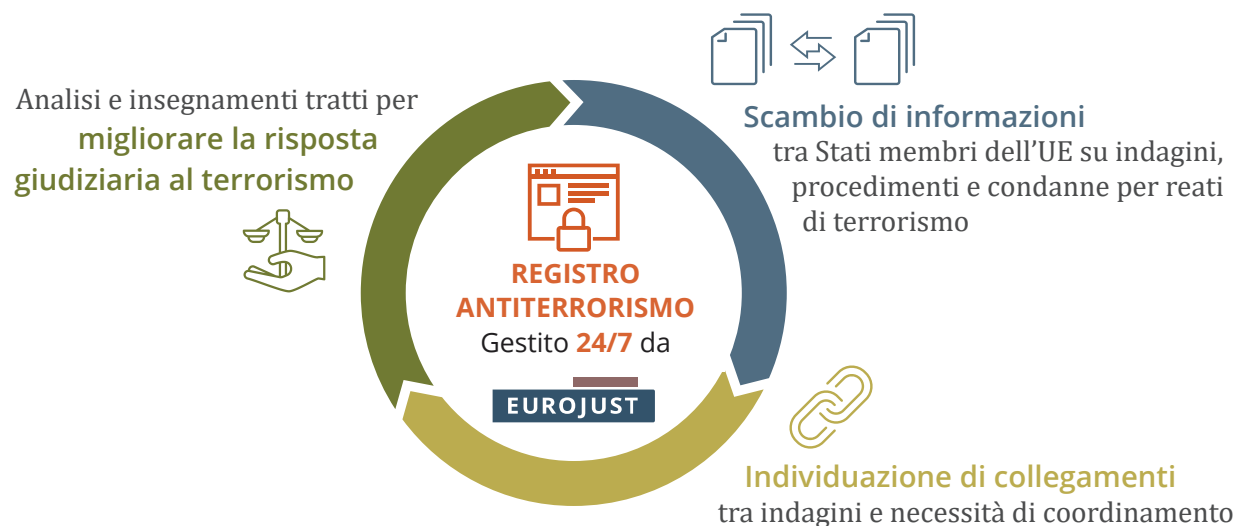 Analisi e insegnamenti tratti per
migliorare la risposta
giudiziaria al terrorismo
Scambio di informazioni
tra Stati membri dell'UE su indagini,
procedimenti e condanne per reati
di terrorismo
REGISTRO
ANTITERRORISMO
Gestito 24/7 da
EUROJUST
Individuazione di collegamenti
tra indagini e necessità di coordinamento